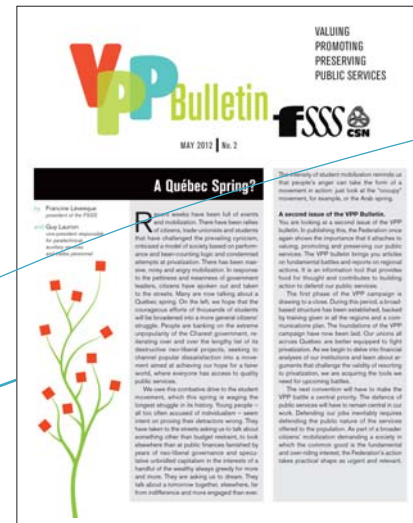 VALUING
PROMOTING
PRESERVING
PUBLIC SERVICES
VPP Bulletin
fsss CSN
MAY 2012 No. 2
A Québec Spring?
by Francine Levesque
president of the FSSS
and Guy Laurion
vice-president responsible
for paratechnical,
auxiliary services
and trades personnel
Recent weeks have been full of events
and mobilization. There have been rallies
of citizens, trade-unionists and students
that have challenged the prevailing cynicism,
criticized a model of society based on perform-
ance and bean-counting logic and condemned
attempts at privatization. There has been mas-
sive, noisy and angry mobilization. In response
to the pettiness and meanness of government
leaders, citizens have spoken out and taken
to the streets. Many are now talking about a
Québec spring. On the left, we hope that the
courageous efforts of thousands of students
will be broadened into a more general citizens'
struggle. People are banking on the extreme
unpopularity of the Charest government, re-
iterating over and over the lengthy list of its
destructive neo-liberal projects, seeking to
channel popular dissatisfaction into a move-
ment aimed at achieving our hope for a fairer
world, where everyone has access to quality
public services.
We owe this combative drive to the student
movement, which this spring is waging the
longest struggle in its history. Young people –
all too often accused of individualism – seem
intent on proving their detractors wrong. They
have taken to the streets asking us to talk about
something other than budget restraint, to look
elsewhere than at public finances tarnished by
years of neo-liberal governance and specu-
lative unbridled capitalism in the interests of a
handful of the wealthy always greedy for more
and more. They are asking us to dream. They
talk about a tomorrow together, elsewhere, far
from indifference and more engaged than ever.
The intensity of student mobilization reminds us
that people's anger can take the form of a
movement in action: just look at the "occupy"
movement, for example, or the Arab spring.
A second issue of the VPP Bulletin.
You are looking at a second issue of the VPP
bulletin. In publishing this, the Federation once
again shows the importance that it attaches to
valuing, promoting and preserving our public
services. The VPP bulletin brings you articles
on fundamental battles and reports on regional
actions. It is an information tool that provides
food for thought and contributes to building
action to defend our public services.
The first phase of the VPP campaign is
drawing to a close. During this period, a broad-
based structure has been established, backed
by training given in all the regions and a com-
munications plan. The foundations of the VPP
campaign have now been laid. Our unions all
across Québec are better equipped to fight
privatization. As we begin to delve into financial
analyses of our institutions and learn about ar-
guments that challenge the validity of resorting
to privatization, we are acquiring the tools we
need for upcoming battles.
The next convention will have to make the
VPP battle a central priority. The defence of
public services will have to remain central in our
work. Defending our jobs inevitably requires
defending the public nature of the services
offered to the population. As part of a broader
citizens' mobilization demanding a society in
which the common good is the fundamental
and over-riding interest, the Federation's action
takes practical shape as urgent and relevant.